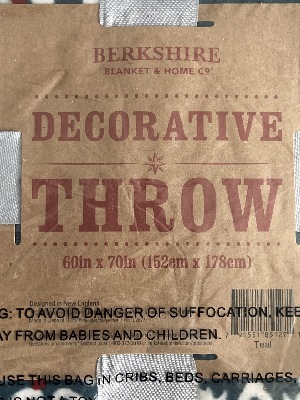 BERKSHIRE
BLANKET & HOME Cº
DECORATIVE
THROW
60in x 70in (152cm x 178cm)
Designed in New England
G: TO AVOID DANGER OF SUFFOCATION, KEE
AY FROM BABIES AND CHILDREN.
Teal
USE THIS BAG IN CRIBS, BEDS, CARRIAGES,